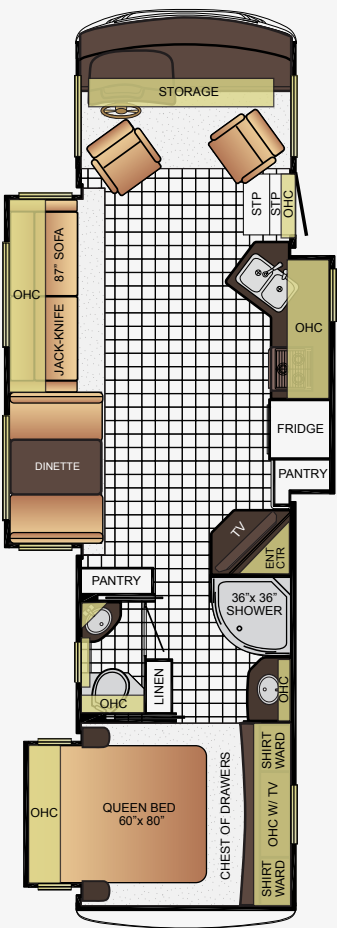 STORAGE
STP
STP
OHC
OHC
87" SOFA
JACK-KNIFE
OHC
DINETTE
FRIDGE
PANTRY
TV
ENT
CTR
PANTRY
36"x 36"
SHOWER
LINEN
OHC
OHC
OHC
QUEEN BED
60"x 80"
CHEST OF DRAWERS
SHIRT
WARD
OHC W/ TV
SHIRT
WARD